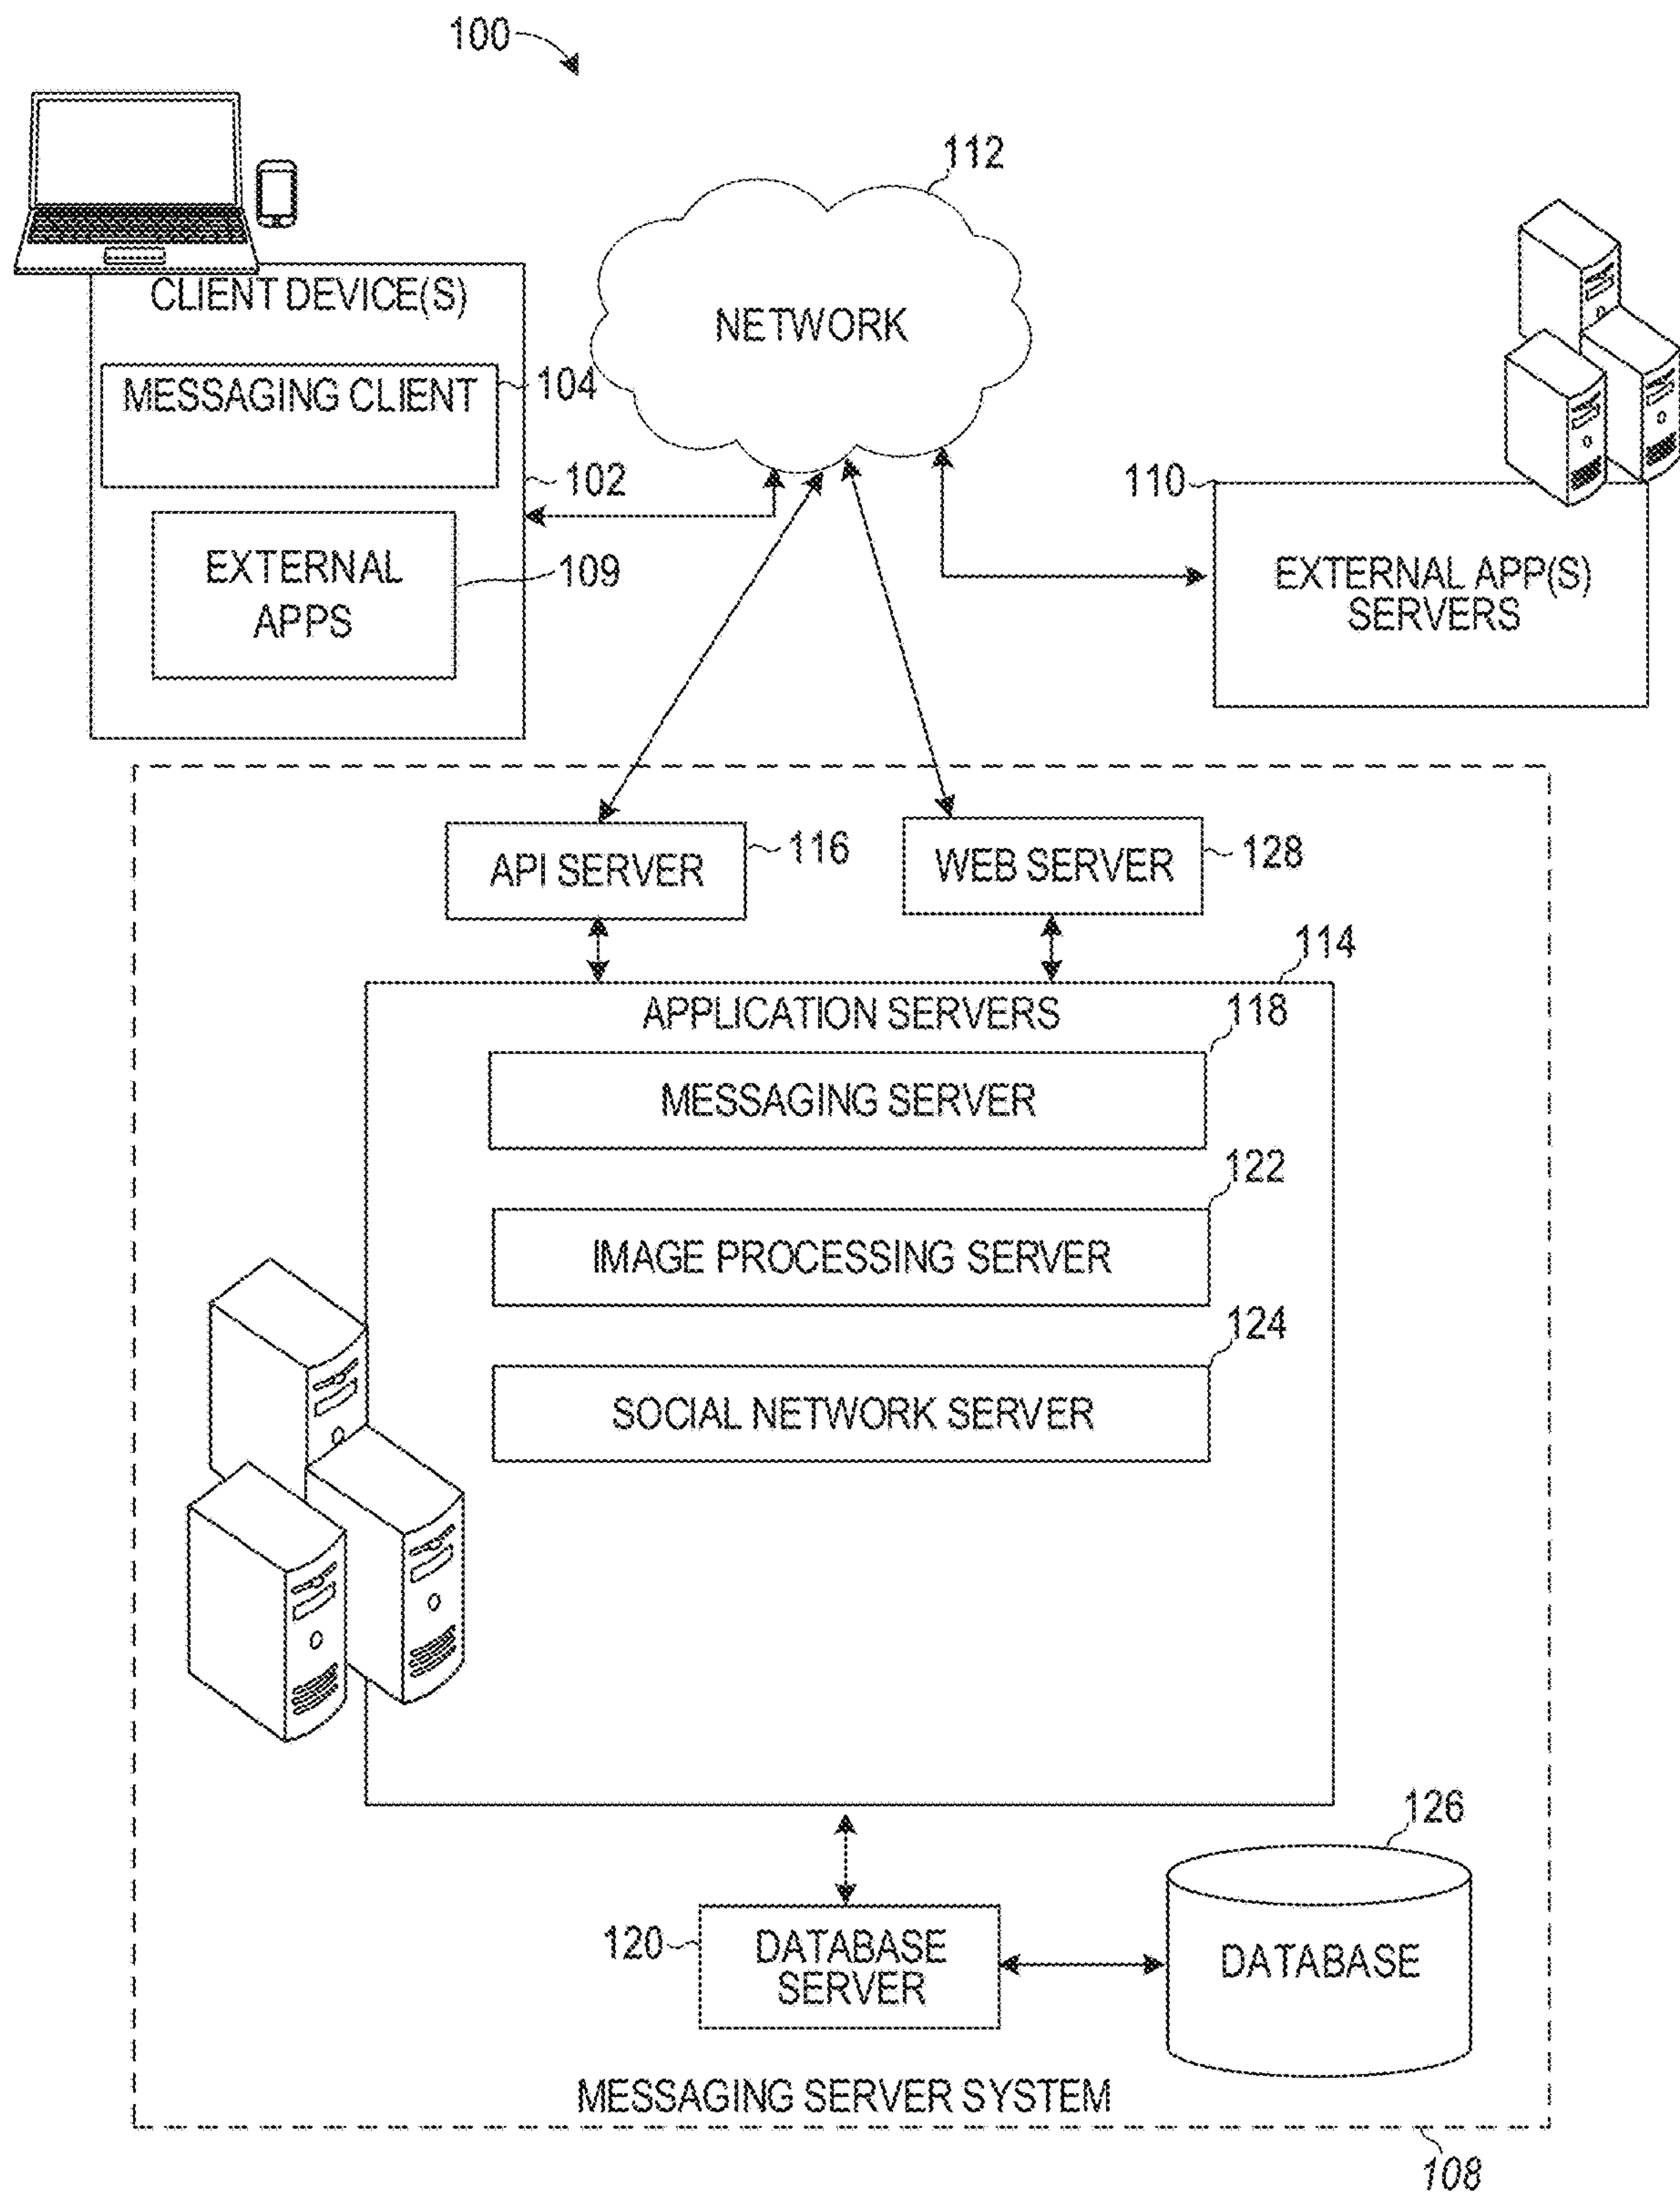 100
112
CLIENT DEVICE(S)
NETWORK
MESSAGING CLIENT
104
102
110
EXTERNAL
APPS
109
EXTERNAL APP(S)
SERVERS
API SERVER
116
WEB SERVER
128
114
APPLICATION SERVERS
118
MESSAGING SERVER
122
IMAGE PROCESSING SERVER
124
SOCIAL NETWORK SERVER
126
120
DATABASE
SERVER
DATABASE
MESSAGING SERVER SYSTEM
108